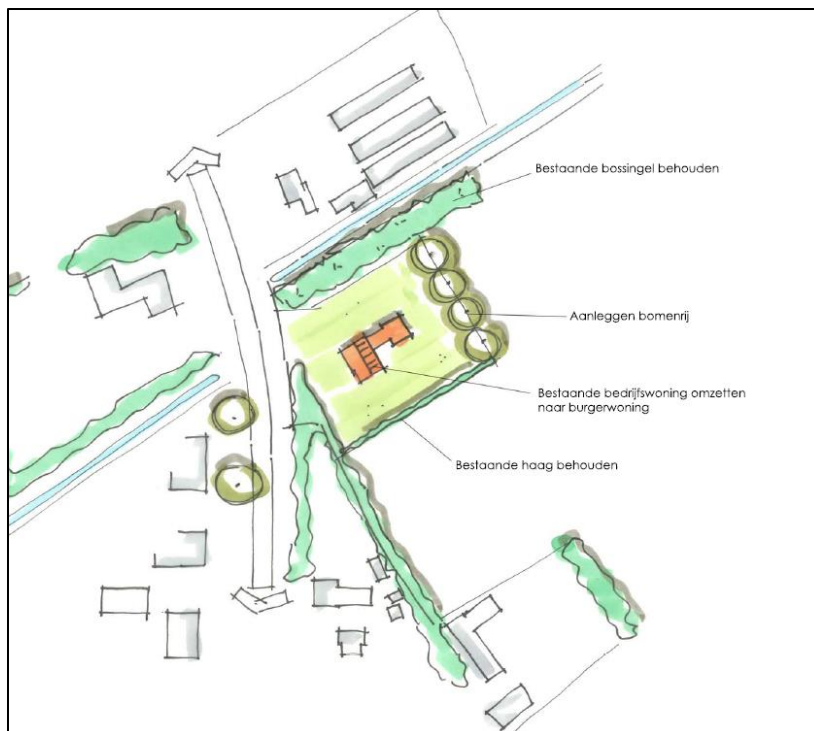 Bestaande bossingel behouden
Aanleggen bomenrij
Bestaande bedrijfswoning omzetten
naar burgerwoning
Bestaande haag behouden